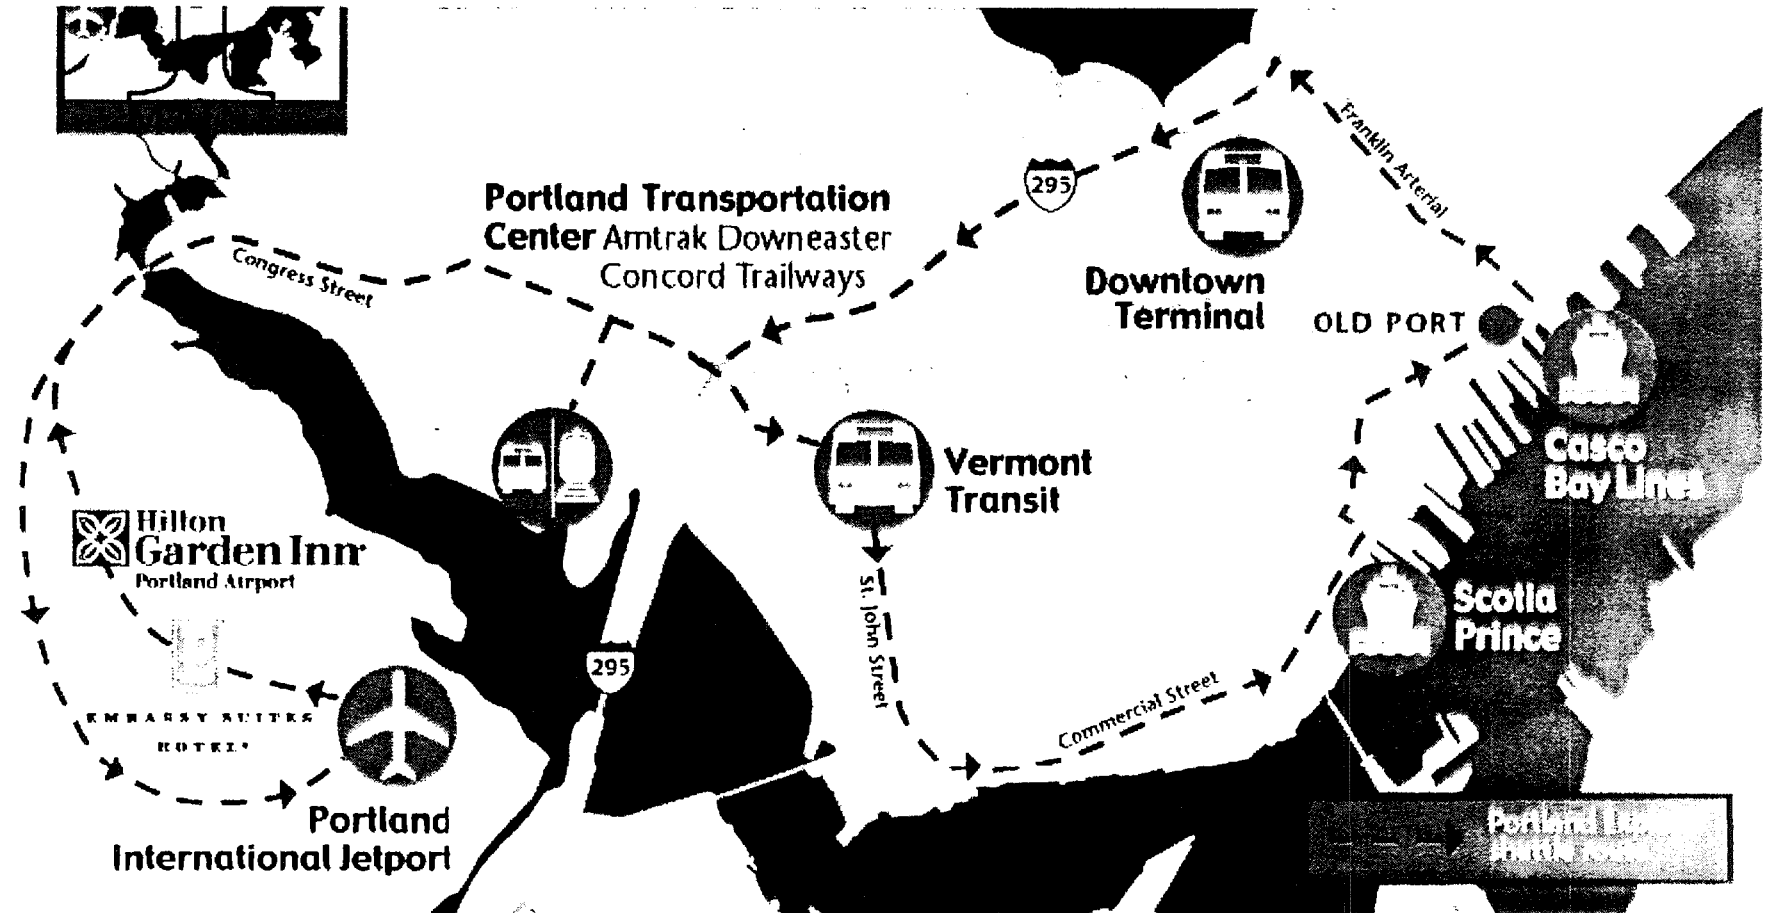 Franklin Arterial
295
Portland Transportation
Center Amtrak Downeaster
Concord Trailways
Congress Street
Downtown
Terminal
OLD PORT
Casco
Bay Lines
Vermont
Transit
Hilton
Garden Inn
Portland Airport
St. John Street
Scotia
Prince
295
Commercial Street
EMBASSY SUITES
HOTEL
Portland
International Jetport
Portland
shuttle